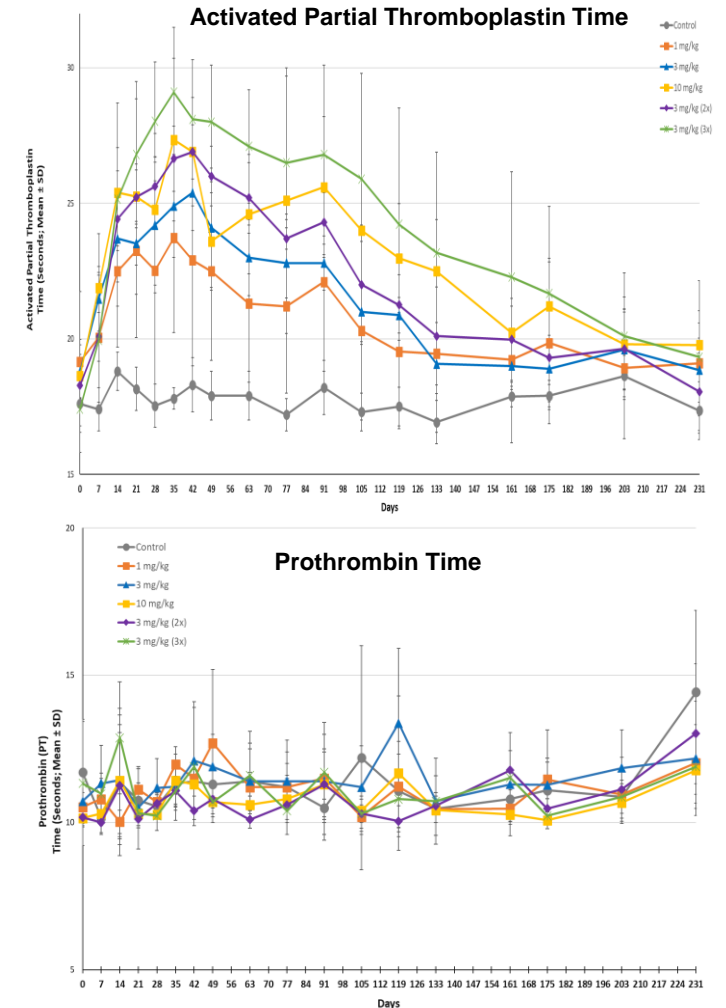 Activated Partial Thromboplastin Time
Control
1 mg/kg
3 mg/kg
10 mg/kg
3 mg/kg (2x)
3 mg/kg (3x)
Activated Partial Thromboplastin
Time (Seconds; Mean ± SD)
30
25
20
15
0 7 14 21 28 35 42 49 56 63 70 77 84 91 98 105 112 119 126 133 140 147 154 161 168 175 182 189 196 203 210 217 224 231
Days
Prothrombin Time
Control
1 mg/kg
3 mg/kg
10 mg/kg
3 mg/kg (2x)
3 mg/kg (3x)
Prothrombin (PT)
Time (Seconds; Mean ± SD)
20
15
10
5
0 7 14 21 28 35 42 49 56 63 70 77 84 91 98 105 112 119 126 133 140 147 154 161 168 175 182 189 196 203 210 217 224 231
Days